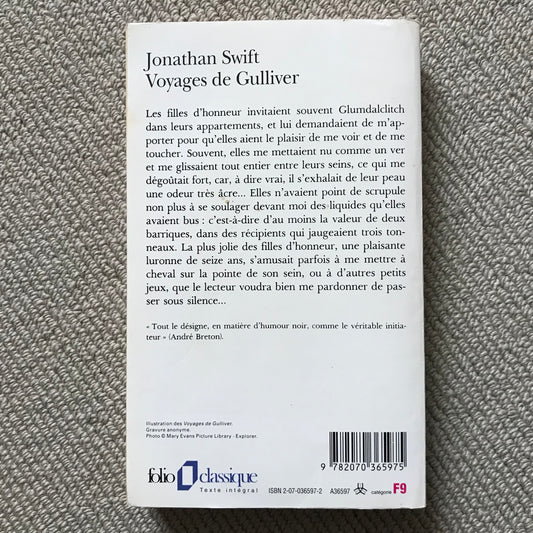 Jonathan Swift
Voyages de Gulliver
Les filles d'honneur invitaient souvent Glumdalclitch
dans leurs appartements, et lui demandaient de m'ap-
porter pour qu'elles aient le plaisir de me voir et de me
toucher. Souvent, elles me mettaient nu comme un ver
et me glissaient tout entier entre leurs seins, ce qui me
dégoûtait fort, car, à dire vrai, il s'exhalait de leur peau
une odeur très âcre... Elles n'avaient point de scrupule
non plus à se soulager devant moi des liquides qu'elles
avaient bus : c'est-à-dire d'au moins la valeur de deux
barriques, dans des récipients qui jaugeaient trois ton-
neaux. La plus jolie des filles d'honneur, une plaisante
luronne de seize ans, s'amusait parfois à me mettre à
cheval sur la pointe de son sein, ou à d'autres petits
jeux, que le lecteur voudra bien me pardonner de pas-
ser sous silence...
« Tout le désigne, en matière d'humour noir, comme le véritable initia-
teur » (André Breton).
Illustration des Voyages de Gulliver.
Gravure anonyme.
Photo © Mary Evans Picture Library - Explorer.
9 782070 365975
folio classique
Texte intégral
ISBN 2-07-036597-2 A36597 catégorie F9